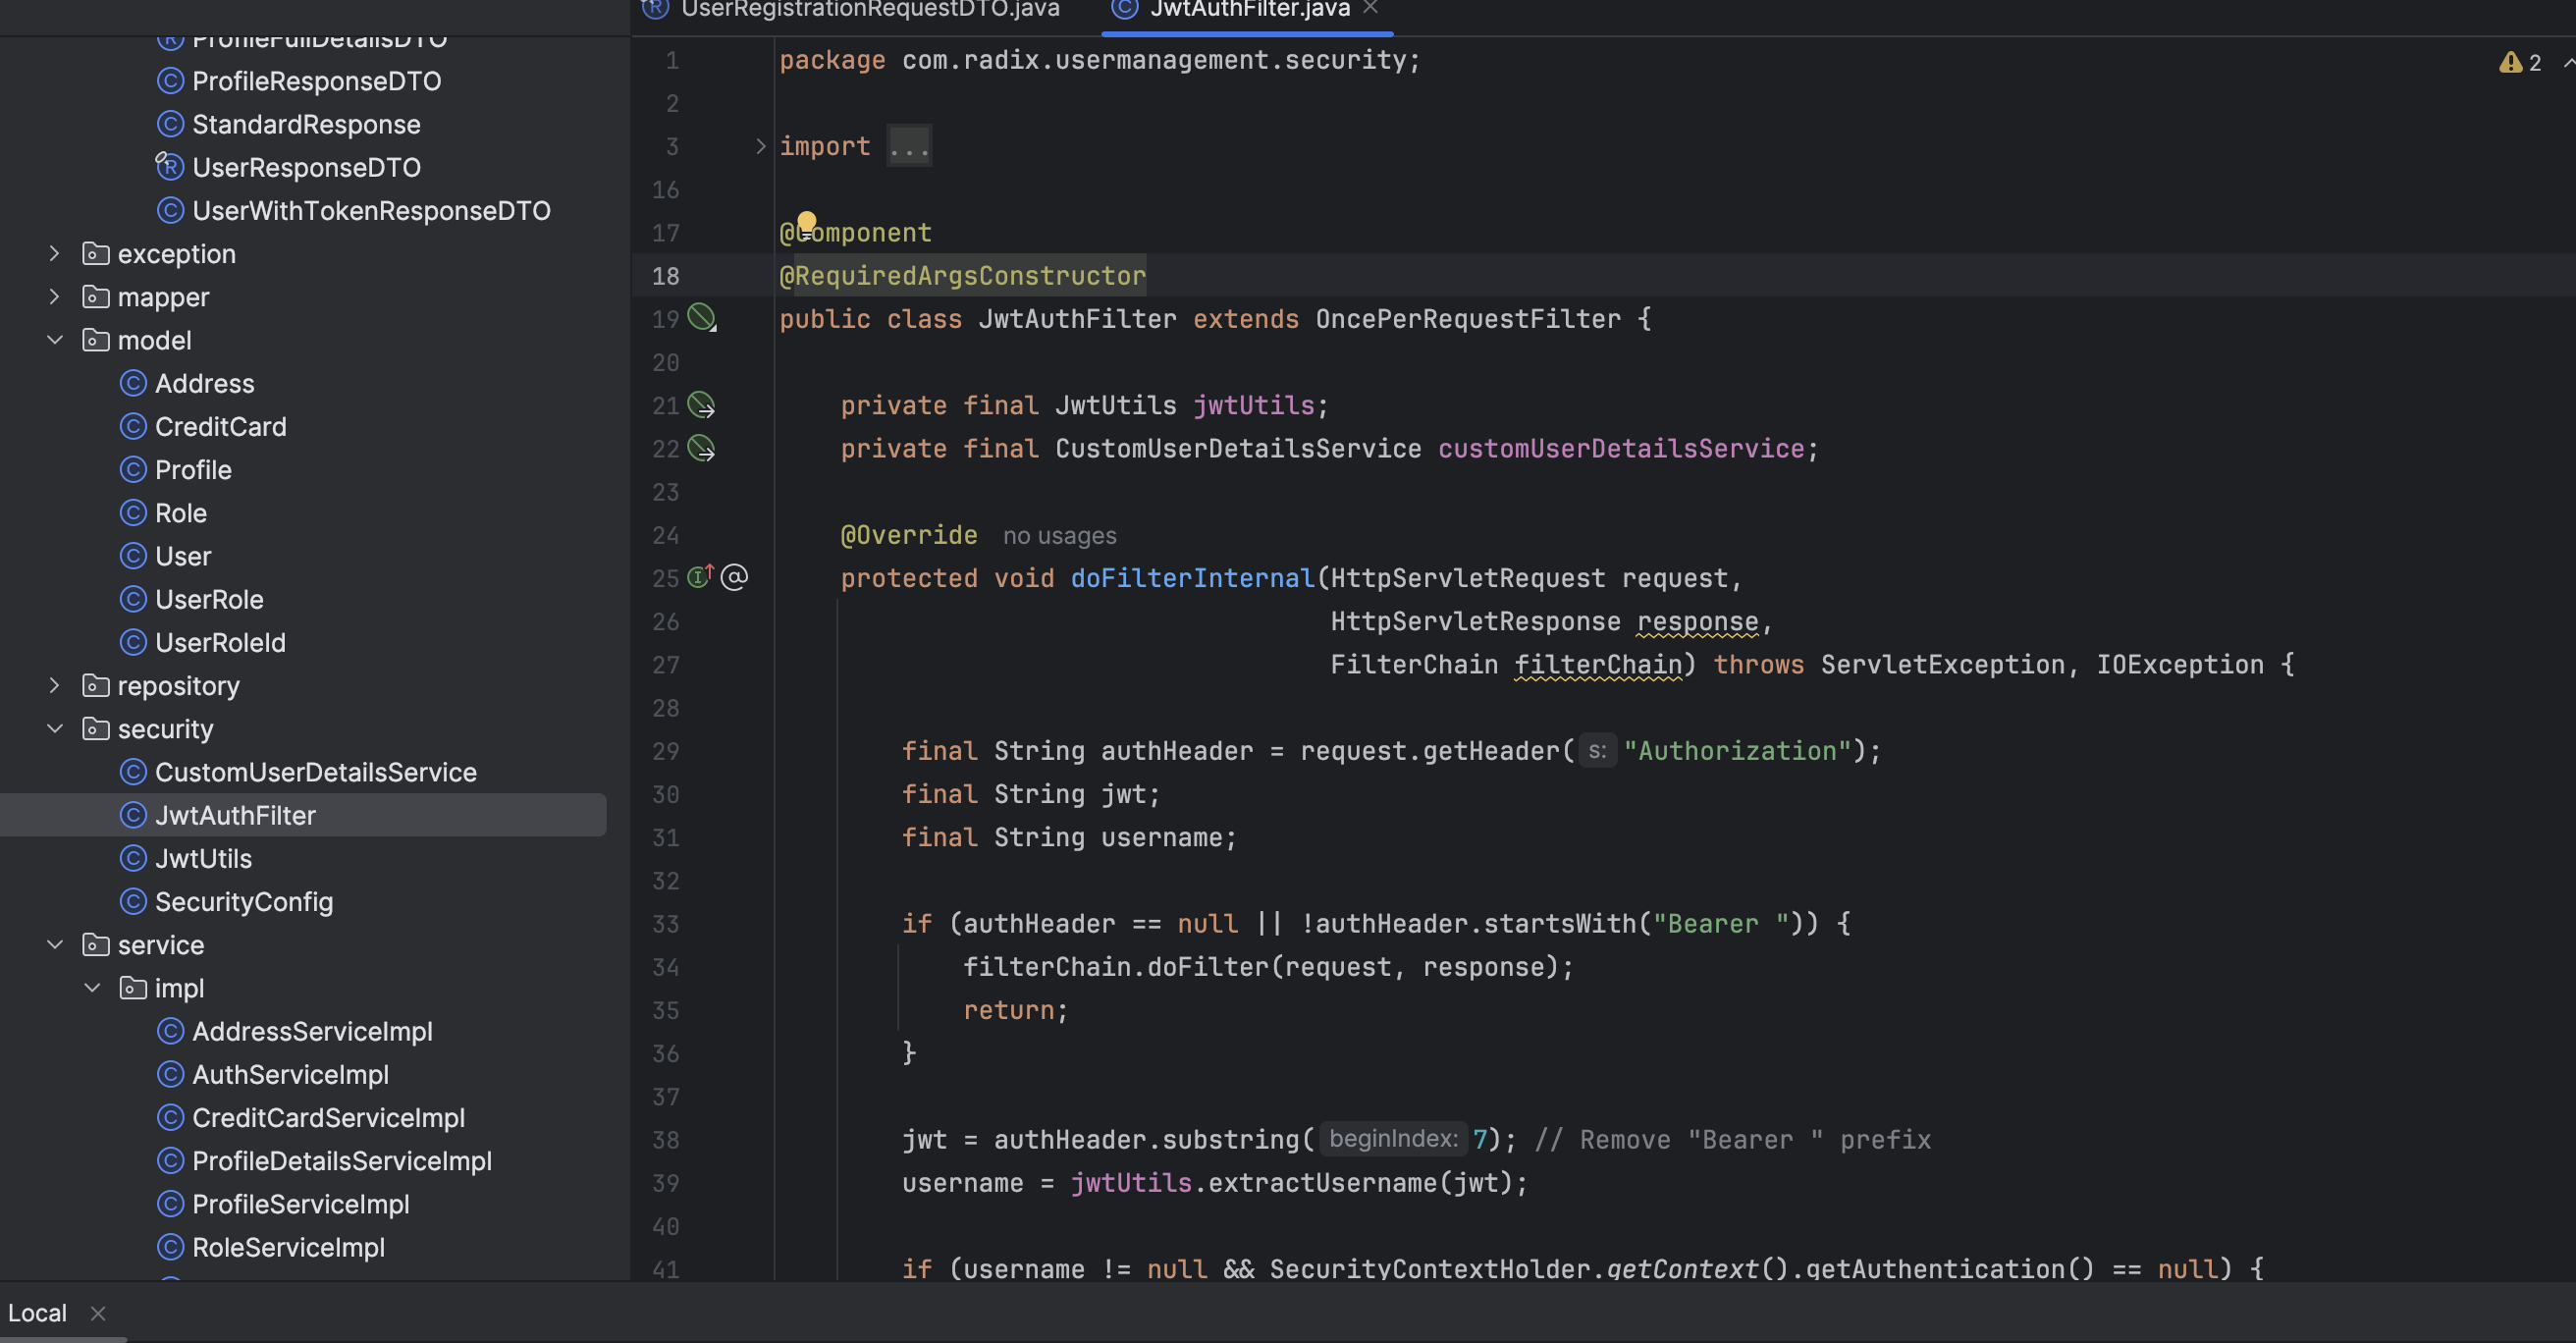 UserRegistrationRequestDTO.java
JwtAuthFilter.java
ProfileFullDetailsDTO
ProfileResponseDTO
StandardResponse
UserResponseDTO
UserWithTokenResponseDTO
exception
mapper
model
Address
CreditCard
Profile
Role
User
UserRole
UserRoleId
repository
security
CustomUserDetailsService
JwtAuthFilter
JwtUtils
SecurityConfig
service
impl
AddressServiceImpl
AuthServiceImpl
CreditCardServiceImpl
ProfileDetailsServiceImpl
ProfileServiceImpl
RoleServiceImpl
1 package com.radix.usermanagement.security;
2
3 import ...
16
17 @Component
18 @RequiredArgsConstructor
19 public class JwtAuthFilter extends OncePerRequestFilter {
20
21 private final JwtUtils jwtUtils;
22 private final CustomUserDetailsService customUserDetailsService;
23
24 @Override no usages
25 protected void doFilterInternal(HttpServletRequest request,
26 HttpServletResponse response,
27 FilterChain filterChain) throws ServletException, IOException {
28
29 final String authHeader = request.getHeader( s: "Authorization");
30 final String jwt;
31 final String username;
32
33 if (authHeader == null || !authHeader.startsWith("Bearer ")) {
34 filterChain.doFilter(request, response);
35 return;
36 }
37
38 jwt = authHeader.substring( beginIndex: 7); // Remove "Bearer " prefix
39 username = jwtUtils.extractUsername(jwt);
40
41 if (username != null && SecurityContextHolder.getContext().getAuthentication() == null) {
2
Local